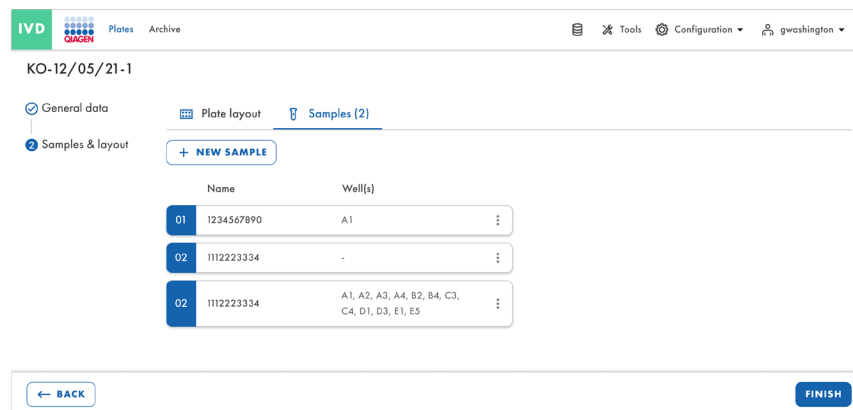 IVD
QIAGEN
Plates
Archive
Tools
Configuration
gwashington
KO-12/05/21-1
General data
2 Samples & layout
Plate layout
Samples (2)
+ NEW SAMPLE
Name Well(s)
01 1234567890 A1
02 1112223334 -
02 1112223334 A1, A2, A3, A4, B2, B4, C3,
C4, D1, D3, E1, E5
← BACK
FINISH